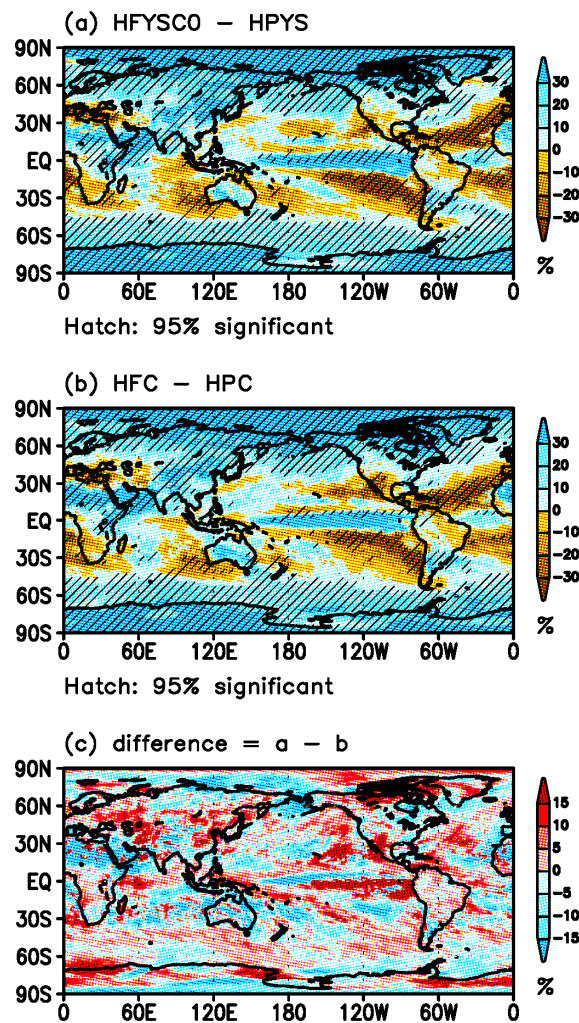 (a) HFYSCO – HPYS
90N
60N
30N
EQ
30S
60S
90S
0 60E 120E 180 120W 60W 0
30
20
10
0
-10
-20
-30
%
Hatch: 95% significant
(b) HFC – HPC
90N
60N
30N
EQ
30S
60S
90S
0 60E 120E 180 120W 60W 0
30
20
10
0
-10
-20
-30
%
Hatch: 95% significant
(c) difference = a – b
90N
60N
30N
EQ
30S
60S
90S
0 60E 120E 180 120W 60W 0
15
10
5
0
-5
-10
-15
%